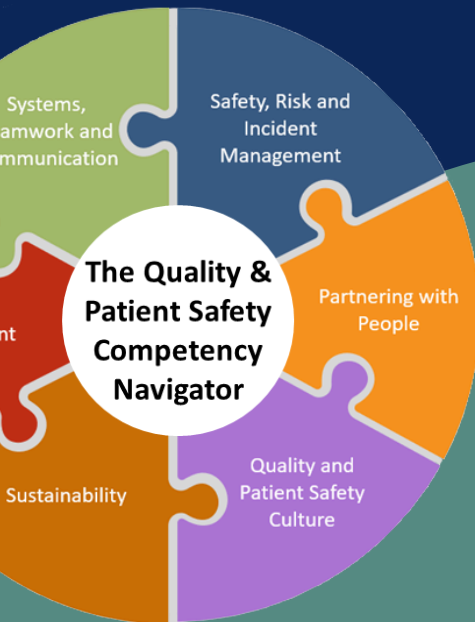 Systems,
amwork and
mmunication
Safety, Risk and
Incident
Management
The Quality &
Patient Safety
Competency
Navigator
Partnering with
People
nt
Sustainability
Quality and
Patient Safety
Culture